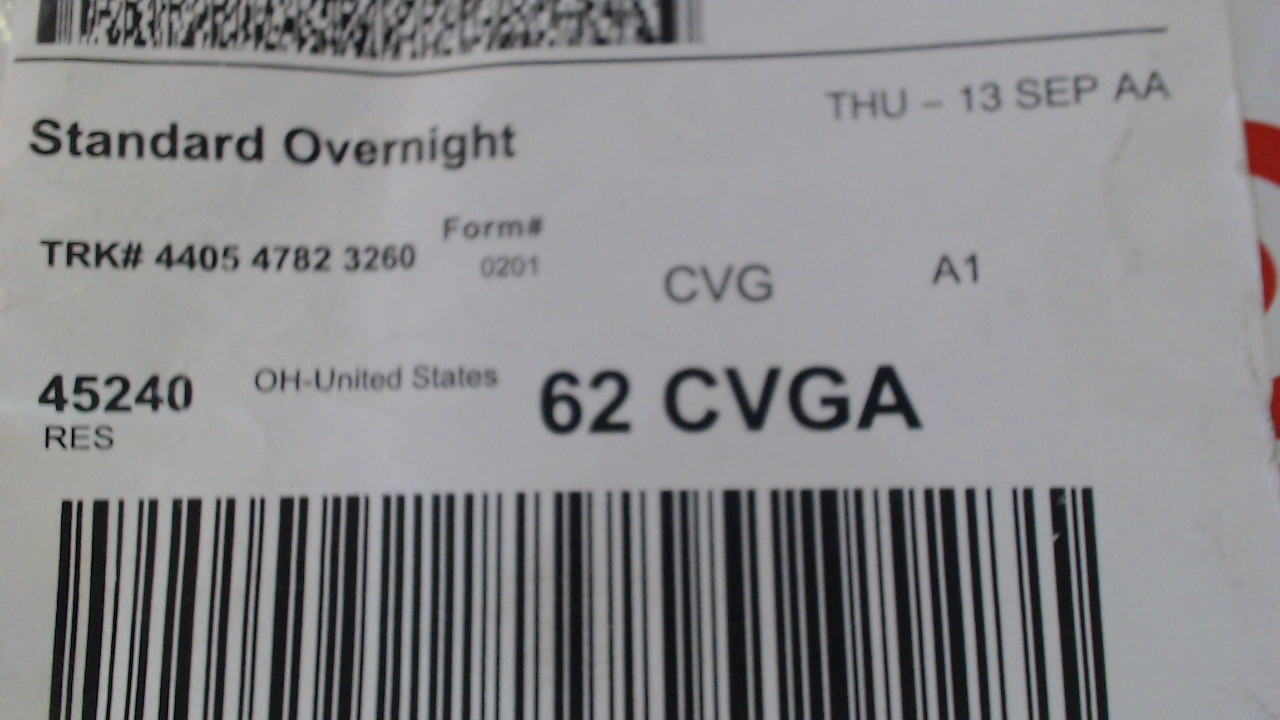 THU – 13 SEP AA
Standard Overnight
TRK# 4405 4782 3260
Form#
0201
CVG
A1
45240
OH-United States
62 CVGA
RES